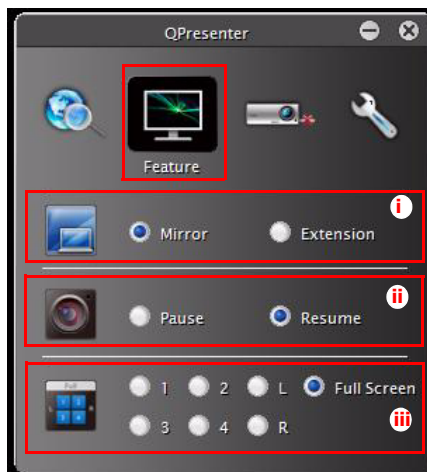 QPresenter
Feature
Mirror Extension i
Pause Resume ii
Full
1 2 L Full Screen
3 4 R iii